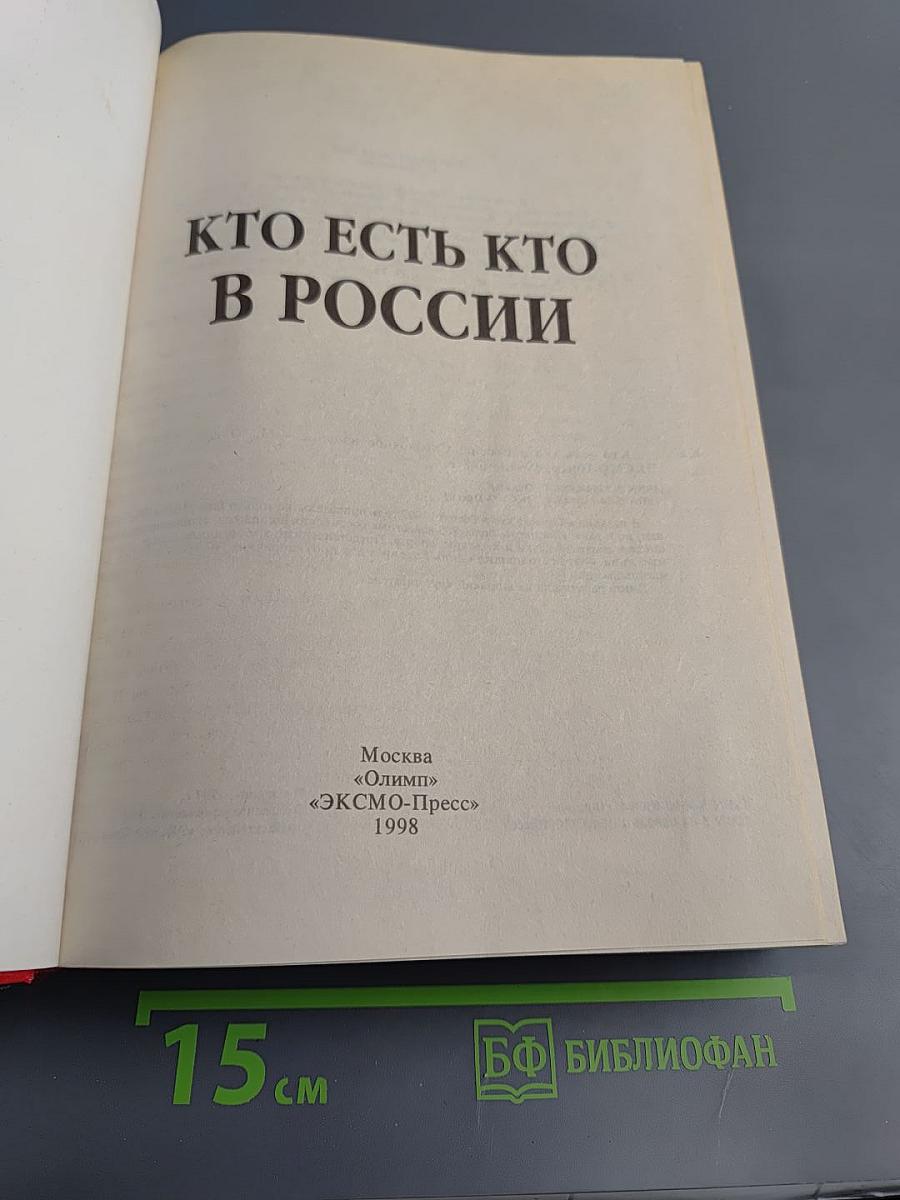 КТО ЕСТЬ КТО
В РОССИИ
Москва
«Олимп»
«ЭКСМО-Пресс»
1998
15 см
БФ БИБЛИОФАН